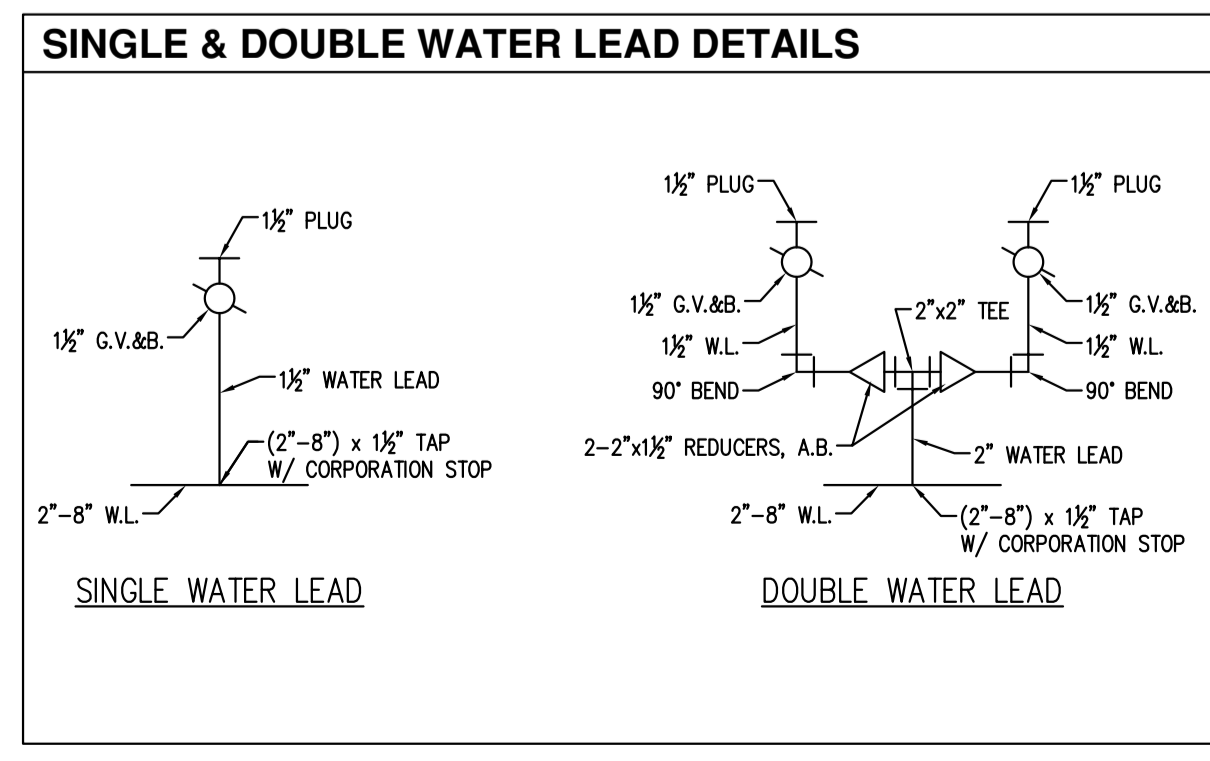 SINGLE & DOUBLE WATER LEAD DETAILS
1½" PLUG
1½" G.V.&B.
1½" WATER LEAD
(2"-8") x 1½" TAP
W/ CORPORATION STOP
2"-8" W.L.
SINGLE WATER LEAD
1½" PLUG
1½" PLUG
1½" G.V.&B.
2"x2" TEE
1½" G.V.&B.
1½" W.L.
1½" W.L.
90° BEND
90° BEND
2-2"x1½" REDUCERS, A.B.
2" WATER LEAD
2"-8" W.L.
(2"-8") x 1½" TAP
W/ CORPORATION STOP
DOUBLE WATER LEAD